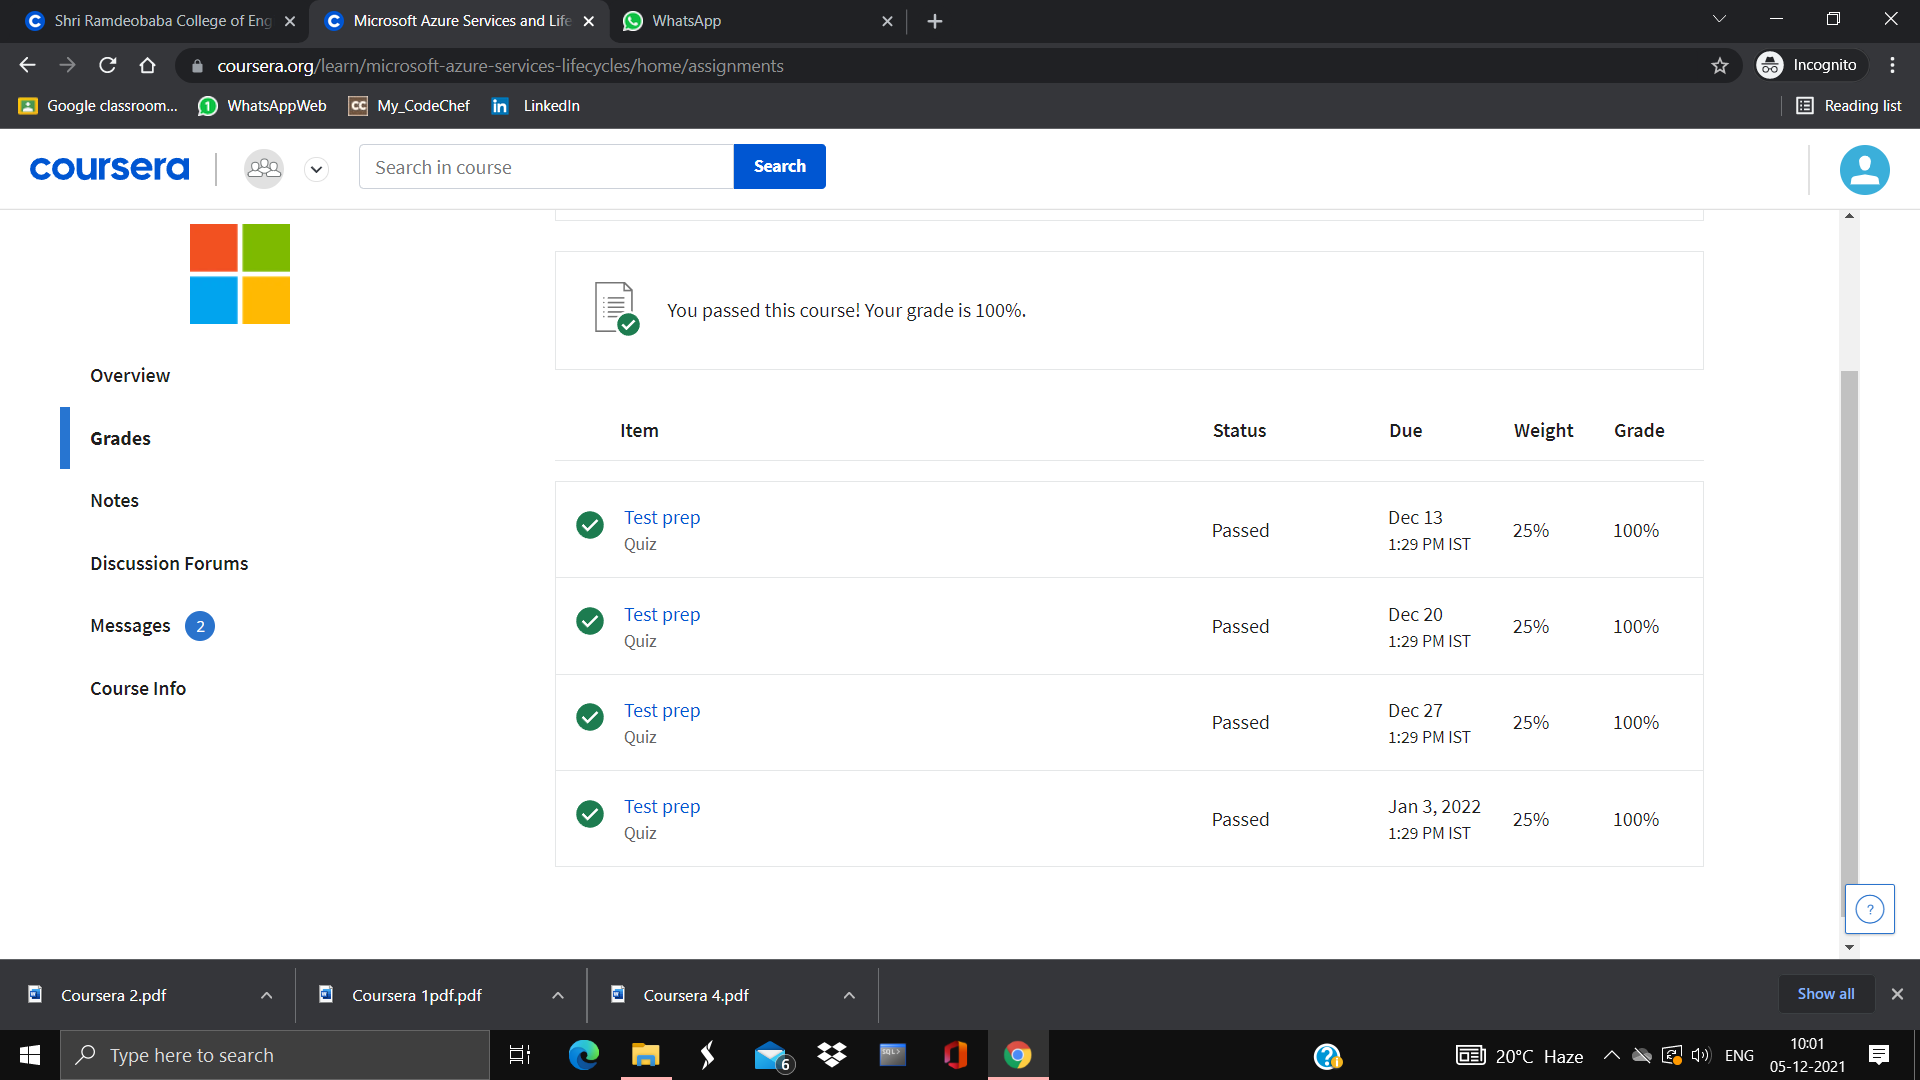 Shri Ramdeobaba College of Eng
Microsoft Azure Services and Life
WhatsApp
coursera.org/learn/microsoft-azure-services-lifecycles/home/assignments
Incognito
Google classroom...
WhatsAppWeb
CC My_CodeChef
in LinkedIn
Reading list
coursera
Search in course
Search
You passed this course! Your grade is 100%.
Overview
Grades
Notes
Discussion Forums
Messages 2
Course Info
Item Status Due Weight Grade
Test prep
Quiz
Passed
Dec 13
1:29 PM IST
25%
100%
Test prep
Quiz
Passed
Dec 20
1:29 PM IST
25%
100%
Test prep
Quiz
Passed
Dec 27
1:29 PM IST
25%
100%
Test prep
Quiz
Passed
Jan 3, 2022
1:29 PM IST
25%
100%
?
Coursera 2.pdf
Coursera 1pdf.pdf
Coursera 4.pdf
Show all
Type here to search
6
SQL>
20°C Haze
ENG
10:01
05-12-2021